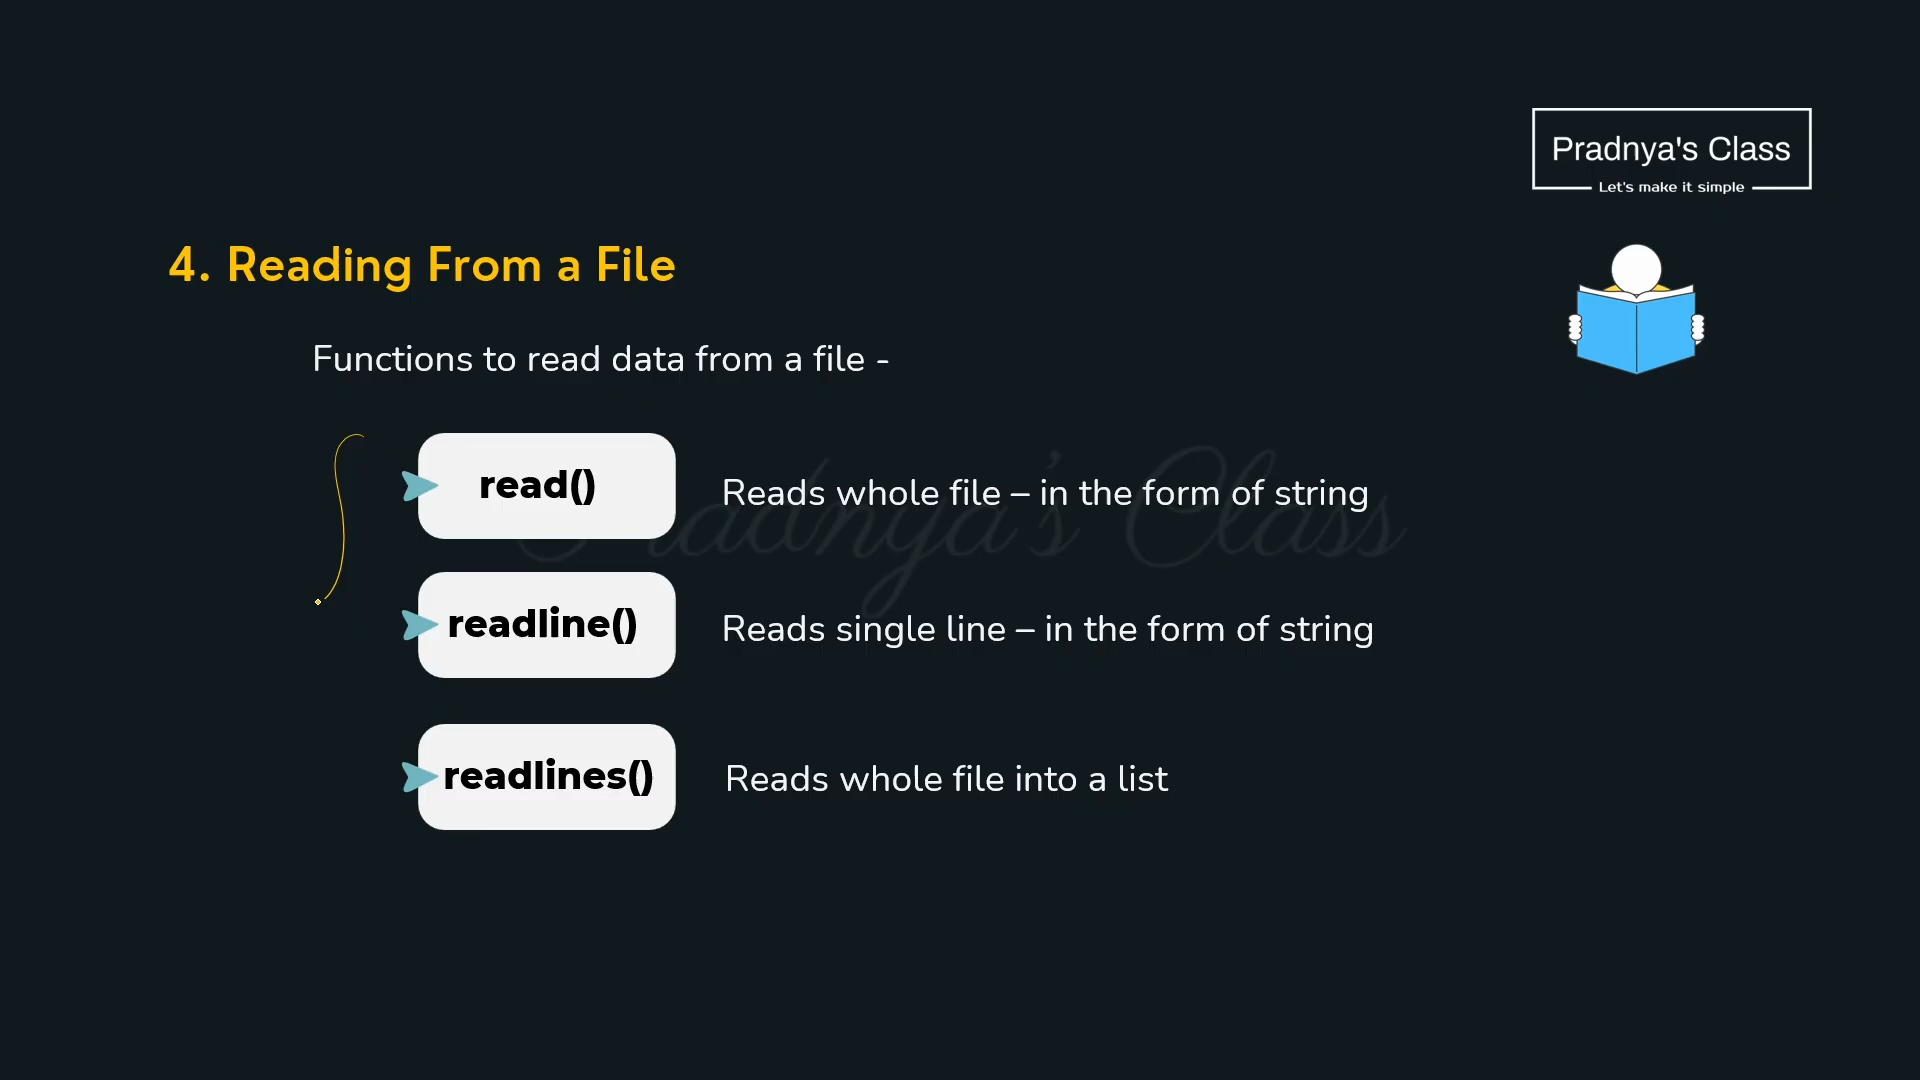 Pradnya's Class
Let's make it simple
4. Reading From a File
Functions to read data from a file -
read()
Reads whole file – in the form of string
Pradnya's Class
readline()
Reads single line – in the form of string
readlines()
Reads whole file into a list